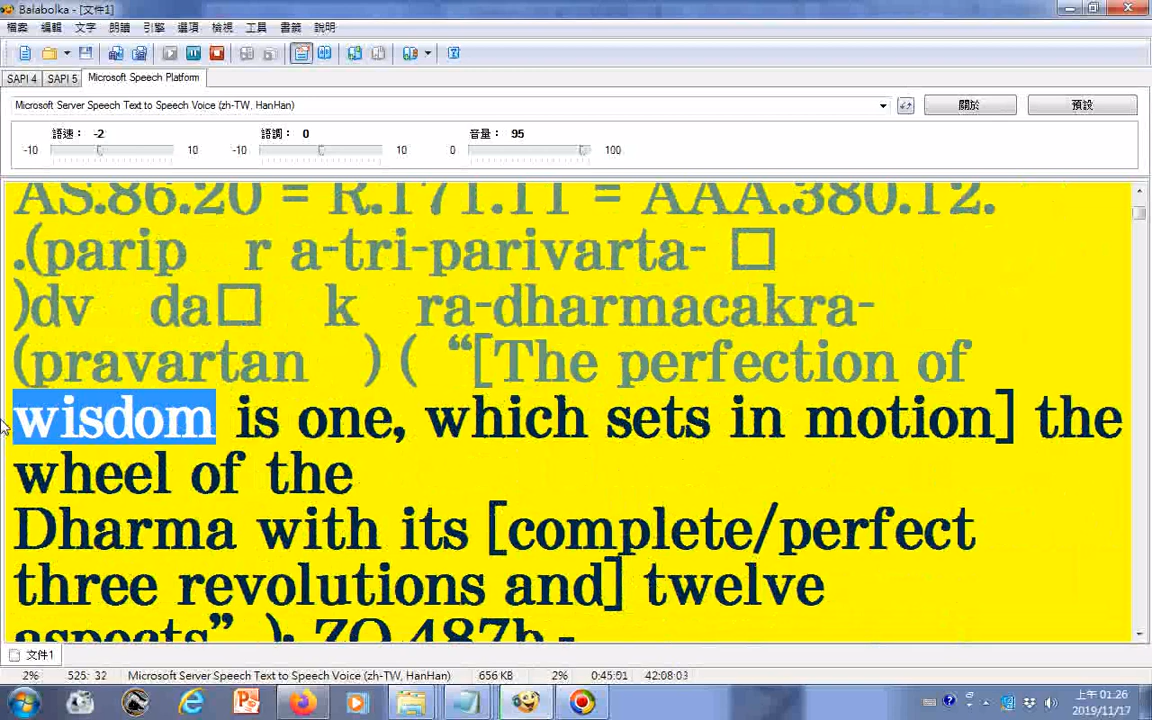 Balabolka - [文件1]
檔案 編輯 文字 朗讀 引擎 選項 檢視 工具 書籤 說明
SAPI 4 SAPI 5 Microsoft Speech Platform
Microsoft Server Speech Text to Speech Voice (zh-TW, HanHan) 關於 預設
語速： -2 語調： 0 音量： 95
-10 10 -10 10 0 100
AS.86.20 = R.171.11 = AAA.380.12.
.(parip r a-tri-parivarta- □
)dv da□ k ra-dharmacakra-
(pravartan ) ( “[The perfection of
wisdom is one, which sets in motion] the
wheel of the
Dharma with its [complete/perfect
three revolutions and] twelve
aspects” ); ZQ.487b -
文件1
2% 525: 32 Microsoft Server Speech Text to Speech Voice (zh-TW, HanHan) 656 KB 2% 0:45:01 42:08:03
上午 01:26
2019/11/17